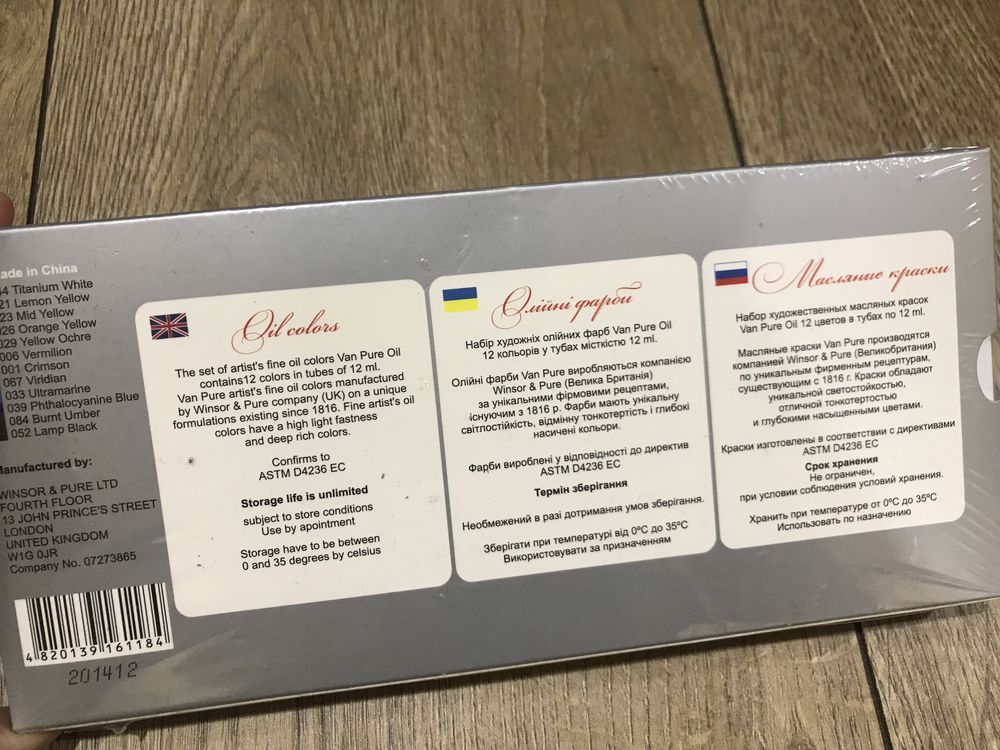 ade in China
44 Titanium White
21 Lemon Yellow
23 Mid Yellow
026 Orange Yellow
029 Yellow Ochre
006 Vermilion
001 Crimson
067 Viridian
033 Ultramarine
039 Phthalocyanine Blue
084 Burnt Umber
052 Lamp Black
Manufactured by:
WINSOR & PURE LTD
FOURTH FLOOR
13 JOHN PRINCE'S STREET
LONDON
UNITED KINGDOM
W1G 0JR
Company No. 07273865
4820139161184
201412
Oil colors
The set of artist's fine oil colors Van Pure Oil
contains12 colors in tubes of 12 ml.
Van Pure artist's fine oil colors manufactured
by Winsor & Pure company (UK) on a unique
formulations existing since 1816. Fine artist's oil
colors have a high light fastness
and deep rich colors.
Confirms to
ASTM D4236 EC
Storage life is unlimited
subject to store conditions
Use by apointment
Storage have to be between
0 and 35 degrees by celsius
Олійні фарби
Набір художніх олійних фарб Van Pure Oil
12 кольорів у тубах місткістю 12 ml.
Олійні фарби Van Pure виробляються компанією
Winsor & Pure (Велика Британія)
за унікальними фірмовими рецептами,
існуючим з 1816 р. Фарби мають унікальну
світлостійкість, відмінну тонкотертість і глибокі
насичені кольори.
Фарби вироблені у відповідності до директив
ASTM D4236 EC
Термін зберігання
Необмежений в разі дотримання умов зберігання.
Зберігати при температурі від 0ºC до 35ºC
Використовувати за призначенням
Масляние краски
Набор художественных масляных красок
Van Pure Oil 12 цветов в тубах по 12 ml.
Масляные краски Van Pure производятся
компанией Winsor & Pure (Великобритания)
по уникальным фирменным рецептурам,
существующим с 1816 г. Краски обладают
уникальной светостойкостью,
отличной тонкотертостью
и глубокими насыщенными цветами.
Краски изготовлены в соответствии с директивами
ASTM D4236 EC
Срок хранения
Не ограничен,
при условии соблюдения условий хранения.
Хранить при температуре от 0ºC до 35ºC
Использовать по назначению